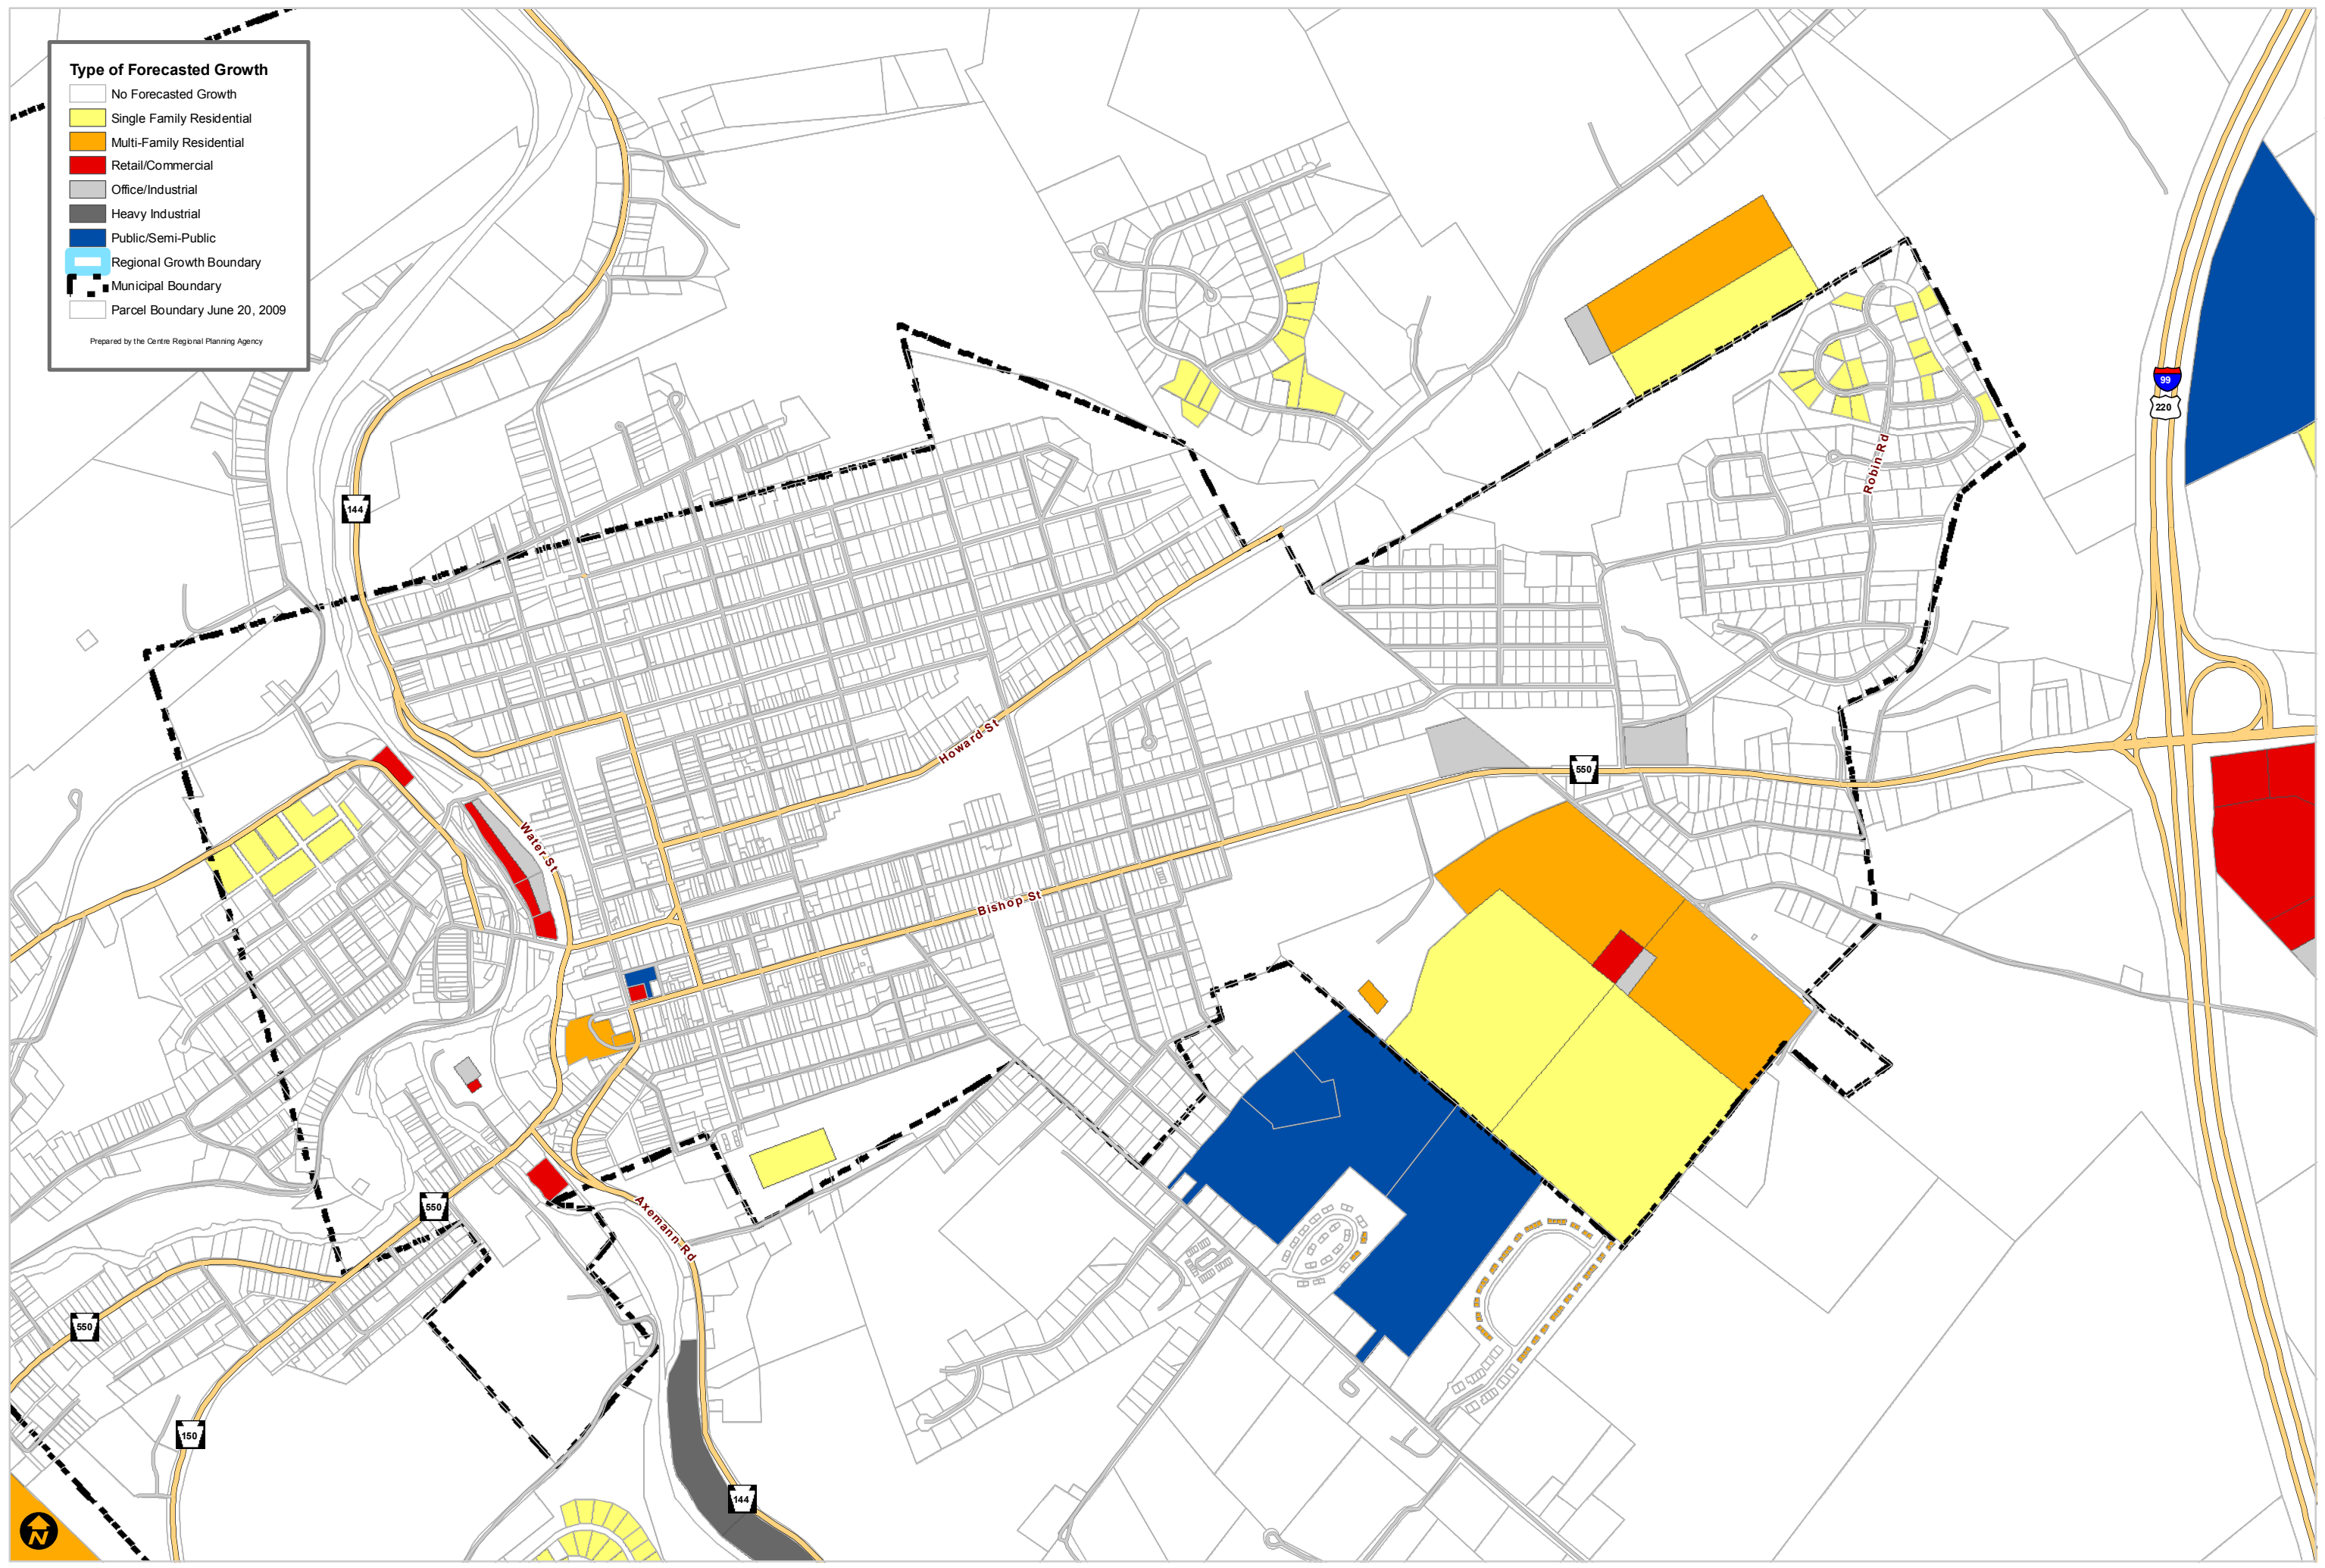 Type of Forecasted Growth
No Forecasted Growth
Single Family Residential
Multi-Family Residential
Retail/Commercial
Office/Industrial
Heavy Industrial
Public/Semi-Public
Regional Growth Boundary
Municipal Boundary
Parcel Boundary June 20, 2009
Prepared by the Centre Regional Planning Agency
99
220
144
Robin Rd
Howard St
550
Water St
Bishop St
550
Axemann Rd
550
150
144
N